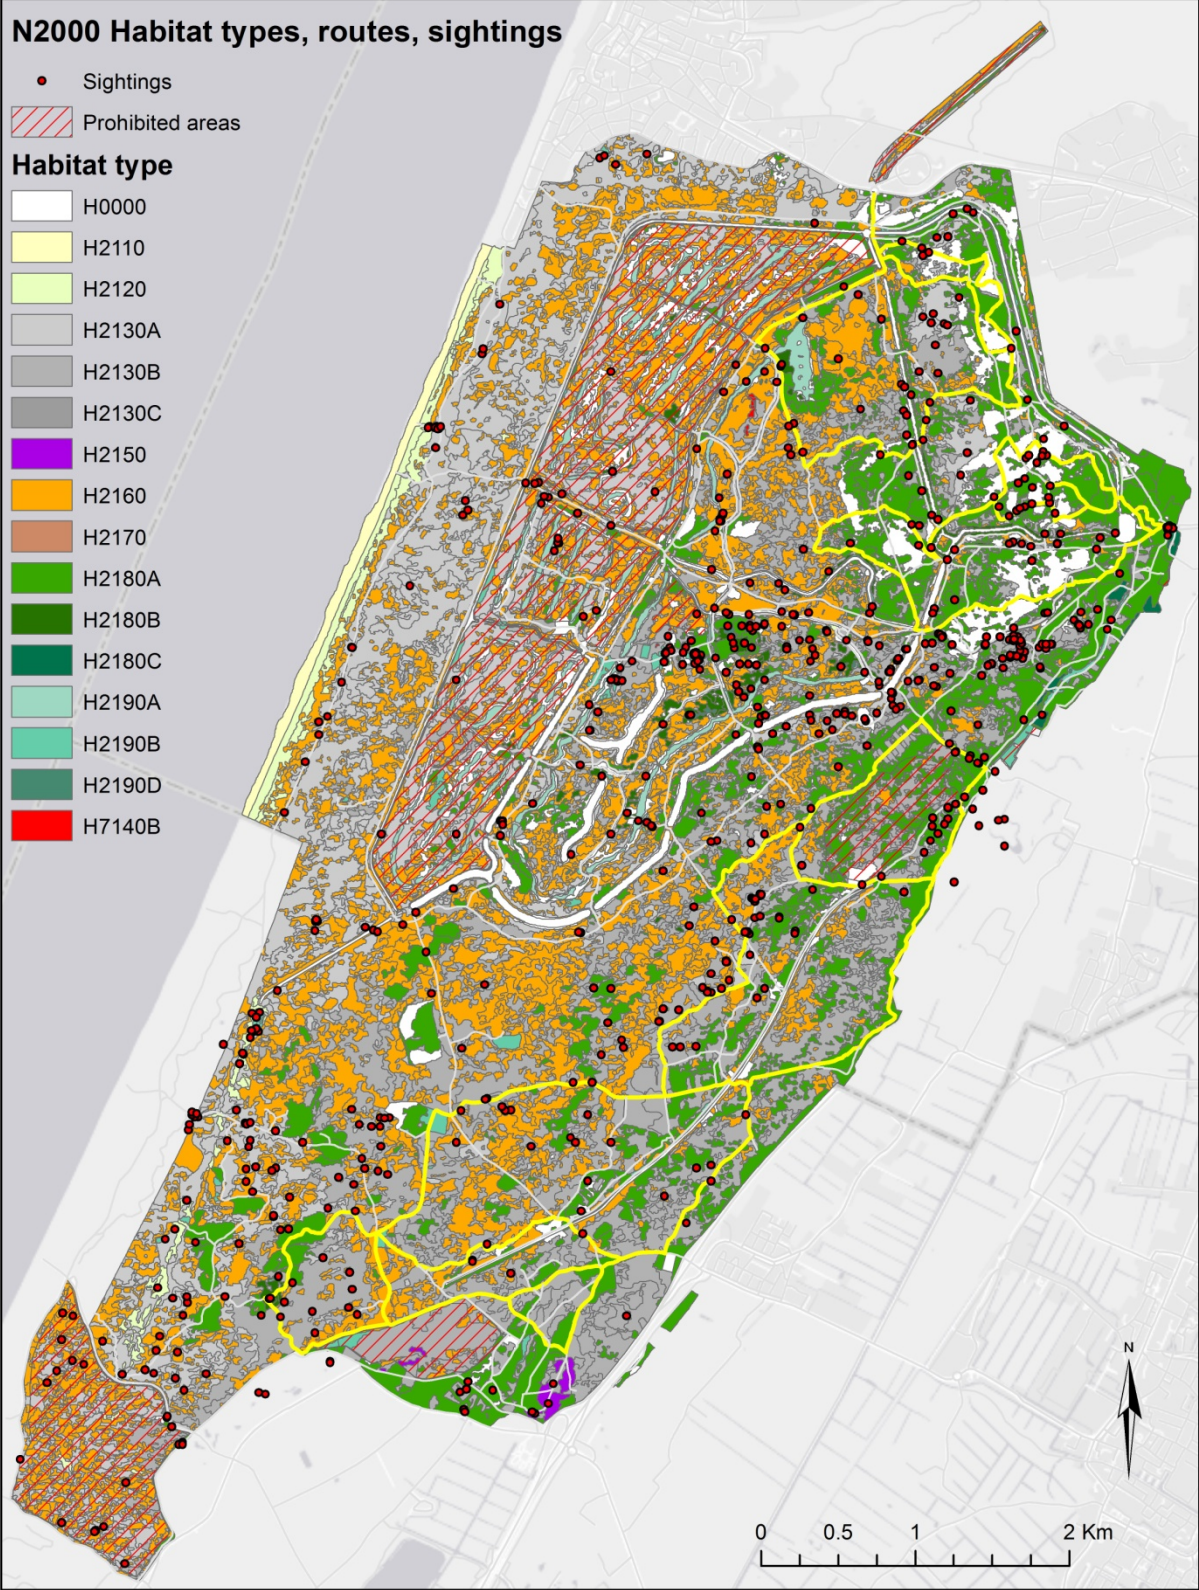 N2000 Habitat types, routes, sightings
Sightings
Prohibited areas
Habitat type
H0000
H2110
H2120
H2130A
H2130B
H2130C
H2150
H2160
H2170
H2180A
H2180B
H2180C
H2190A
H2190B
H2190D
H7140B
N
0 0.5 1 2 Km